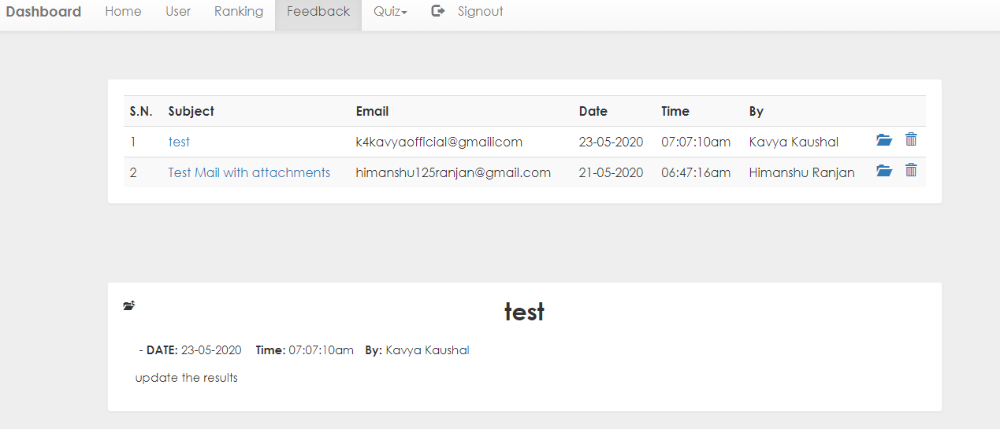 Dashboard Home User Ranking Feedback Quiz Signout
S.N. Subject Email Date Time By
1 test k4kavyaofficial@gmailicom 23-05-2020 07:07:10am Kavya Kaushal
2 Test Mail with attachments himanshu125ranjan@gmail.com 21-05-2020 06:47:16am Himanshu Ranjan
test
- DATE: 23-05-2020 Time: 07:07:10am By: Kavya Kaushal
update the results